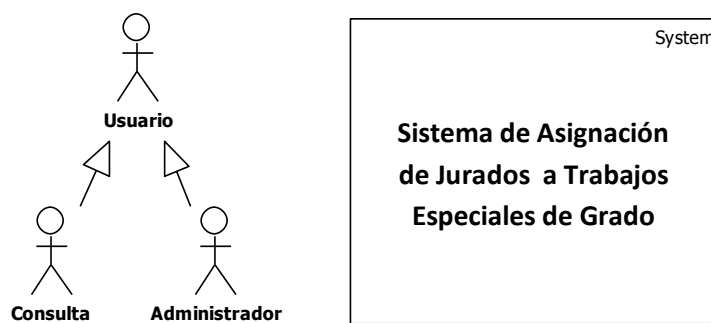 System
Usuario
Sistema de Asignación
de Jurados a Trabajos
Especiales de Grado
Consulta
Administrador